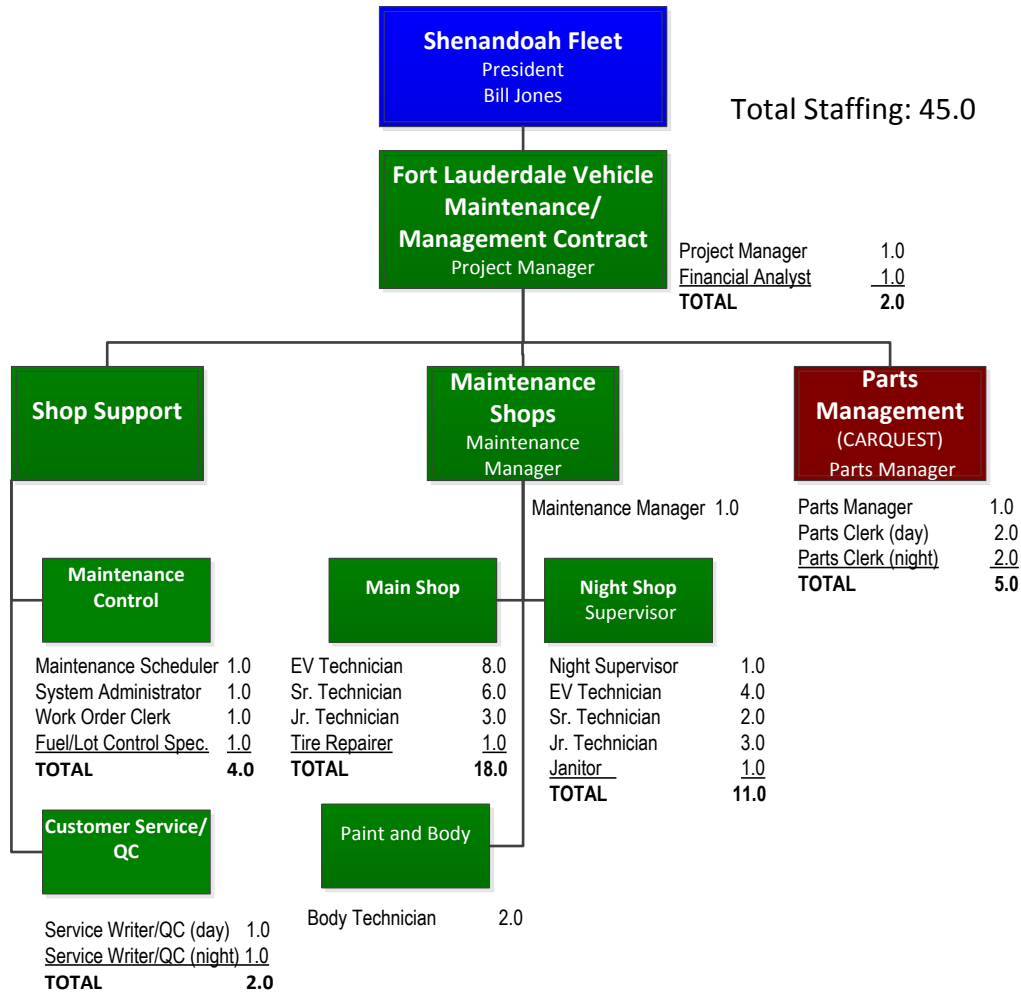 Shenandoah Fleet
President
Bill Jones
Total Staffing: 45.0
Fort Lauderdale Vehicle
Maintenance/
Management Contract
Project Manager
Project Manager 1.0
Financial Analyst 1.0
TOTAL 2.0
Shop Support
Maintenance
Shops
Maintenance
Manager
Parts
Management
(CARQUEST)
Parts Manager
Maintenance Manager 1.0
Parts Manager 1.0
Parts Clerk (day) 2.0
Parts Clerk (night) 2.0
TOTAL 5.0
Maintenance
Control
Main Shop
Night Shop
Supervisor
Maintenance Scheduler 1.0
System Administrator 1.0
Work Order Clerk 1.0
Fuel/Lot Control Spec. 1.0
TOTAL 4.0
EV Technician 8.0
Sr. Technician 6.0
Jr. Technician 3.0
Tire Repairer 1.0
TOTAL 18.0
Night Supervisor 1.0
EV Technician 4.0
Sr. Technician 2.0
Jr. Technician 3.0
Janitor 1.0
TOTAL 11.0
Customer Service/
QC
Paint and Body
Service Writer/QC (day) 1.0
Service Writer/QC (night) 1.0
TOTAL 2.0
Body Technician 2.0